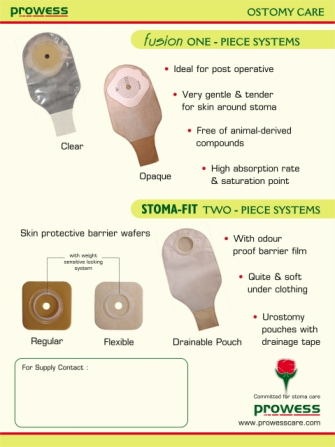 prowess
OSTOMY CARE
fusion ONE - PIECE SYSTEMS
• Ideal for post operative
• Very gentle & tender
for skin around stoma
• Free of animal-derived
compounds
• High absorption rate
& saturation point
Clear
Opaque
STOMA-FIT TWO - PIECE SYSTEMS
Skin protective barrier wafers
with weight
sensitive locking
system
Regular
Flexible
Drainable Pouch
• With odour
proof barrier film
• Quite & soft
under clothing
• Urostomy
pouches with
drainage tape
For Supply Contact :
Committed for stoma care
prowess
www.prowesscare.com